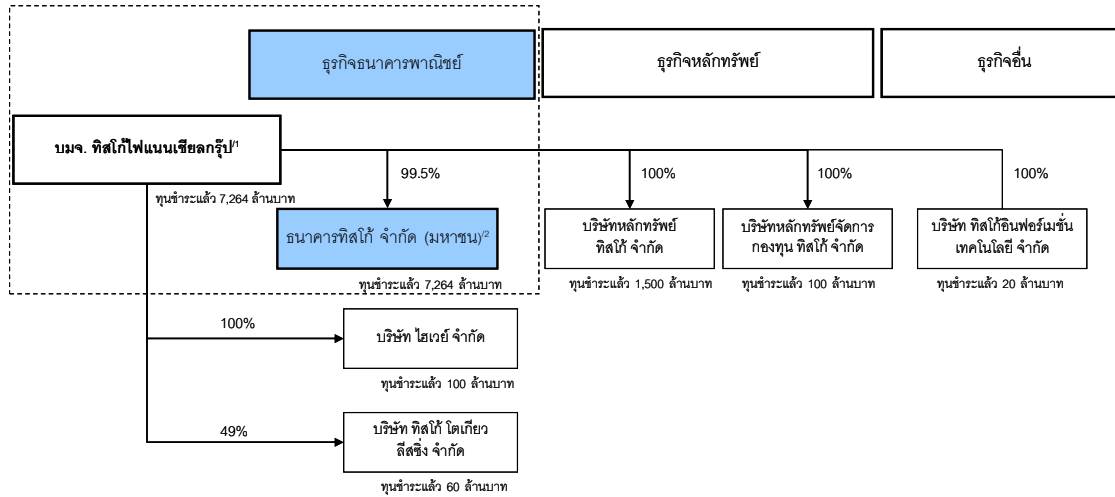 ธุรกิจธนาคารพาณิชย์
ธุรกิจหลักทรัพย์
ธุรกิจอื่น
บมจ. ทิสโก้ไฟแนนเชียลกรุ๊ป/1
ทุนชำระแล้ว 7,264 ล้านบาท
99.5%
100%
100%
100%
ธนาคารทิสโก้ จำกัด (มหาชน)/2
ทุนชำระแล้ว 7,264 ล้านบาท
บริษัทหลักทรัพย์
ทิสโก้ จำกัด
ทุนชำระแล้ว 1,500 ล้านบาท
บริษัทหลักทรัพย์จัดการ
กองทุน ทิสโก้ จำกัด
ทุนชำระแล้ว 100 ล้านบาท
บริษัท ทิสโก้อินฟอร์เมชั่น
เทคโนโลยี จำกัด
ทุนชำระแล้ว 20 ล้านบาท
100%
บริษัท ไฮเวย์ จำกัด
ทุนชำระแล้ว 100 ล้านบาท
49%
บริษัท ทิสโก้ โตเกียว
ลีสซิ่ง จำกัด
ทุนชำระแล้ว 60 ล้านบาท